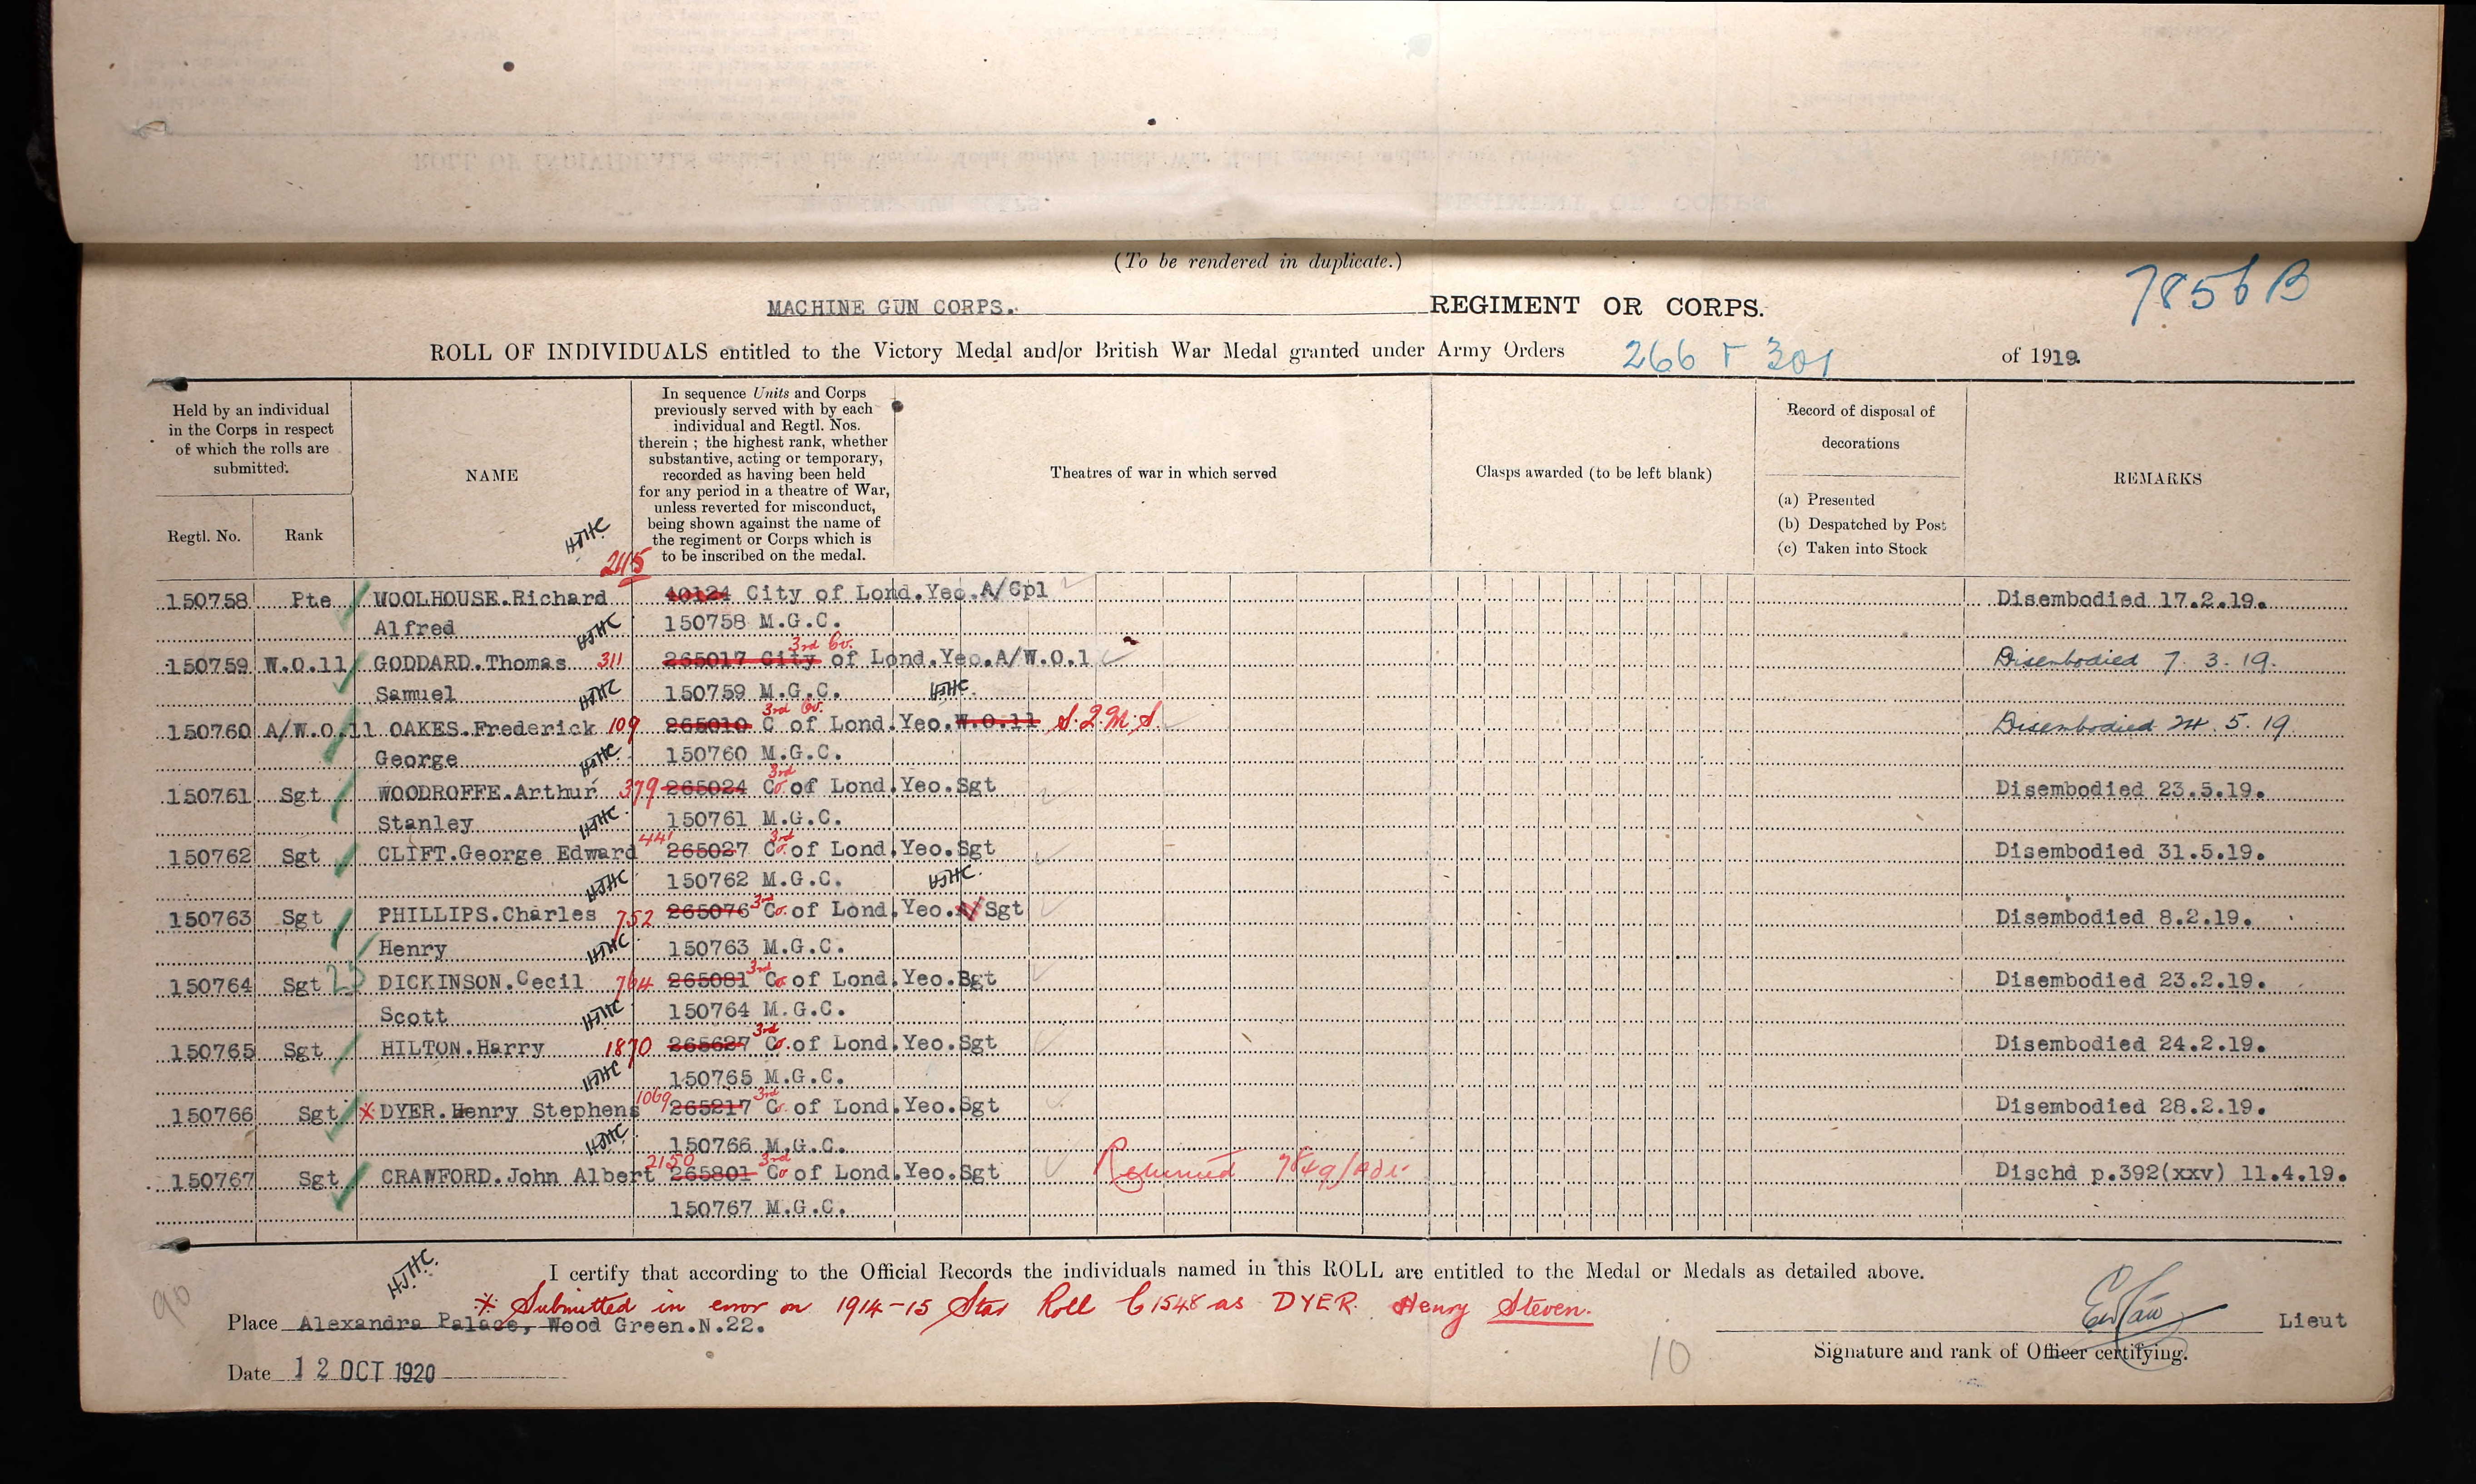 (To be rendered in duplicate.)
7856 B
MACHINE GUN CORPS. REGIMENT OR CORPS.
ROLL OF INDIVIDUALS entitled to the Victory Medal and/or British War Medal granted under Army Orders 266 & 301 of 1919.
Held by an individual in the Corps in respect of which the rolls are submitted.
Regtl. No.
Rank
NAME
In sequence Units and Corps previously served with by each individual and Regtl. Nos. therein ; the highest rank, whether substantive, acting or temporary, recorded as having been held for any period in a theatre of War, unless reverted for misconduct, being shown against the name of the regiment or Corps which is to be inscribed on the medal.
Theatres of war in which served
Clasps awarded (to be left blank)
Record of disposal of decorations
(a) Presented
(b) Despatched by Post
(c) Taken into Stock
REMARKS
HJHC
2415
150758 Pte WOOLHOUSE.Richard 40124 City of Lond.Yeo.A/Cpl Disembodied 17.2.19.
Alfred HJHC 150758 M.G.C.
3rd Co.
150759 W.O.11 GODDARD.Thomas 311 265017 City of Lond.Yeo.A/W.O.1 Disembodied 7.3.19.
Samuel HJHC 150759 M.G.C. HJHC.
3rd Co.
150760 A/W.O.11 OAKES.Frederick 109 265010 C of Lond.Yeo.W.O.11 S.Q.M.S. Disembodied 24.5.19
George HJHC 150760 M.G.C.
3rd
150761 Sgt WOODROFFE.Arthur 379 265024 Co of Lond.Yeo.Sgt Disembodied 23.5.19.
Stanley HJHC 150761 M.G.C.
441 3rd
150762 Sgt CLIFT.George Edward 265027 Co of Lond.Yeo.Sgt Disembodied 31.5.19.
HJHC 150762 M.G.C. HJHC.
3rd
150763 Sgt PHILLIPS.Charles 752 265076 Co. of Lond.Yeo.A/Sgt Disembodied 8.2.19.
Henry HJHC 150763 M.G.C.
3rd
150764 Sgt DICKINSON.Cecil 764 265081 Co of Lond.Yeo.Sgt Disembodied 23.2.19.
Scott HJHC 150764 M.G.C.
3rd
150765 Sgt HILTON.Harry 1870 265627 Co. of Lond.Yeo.Sgt Disembodied 24.2.19.
HJHC 150765 M.G.C.
1069 3rd
150766 Sgt X DYER.Henry Stephens 265217 Co. of Lond.Yeo.Sgt Disembodied 28.2.19.
HJHC 150766 M.G.C.
2150 3rd
150767 Sgt CRAWFORD.John Albert 265801 Co of Lond.Yeo.Sgt Returned Dischd p.392(xxv) 11.4.19.
150767 M.G.C.
HJHC.
90
I certify that according to the Official Records the individuals named in this ROLL are entitled to the Medal or Medals as detailed above.
X Submitted in error on 1914-15 Star Roll C1548 as DYER. Henry Steven.
Place Alexandra Palace, Wood Green.N.22.
Lieut
10
Signature and rank of Officer certifying.
Date 12 OCT 1920